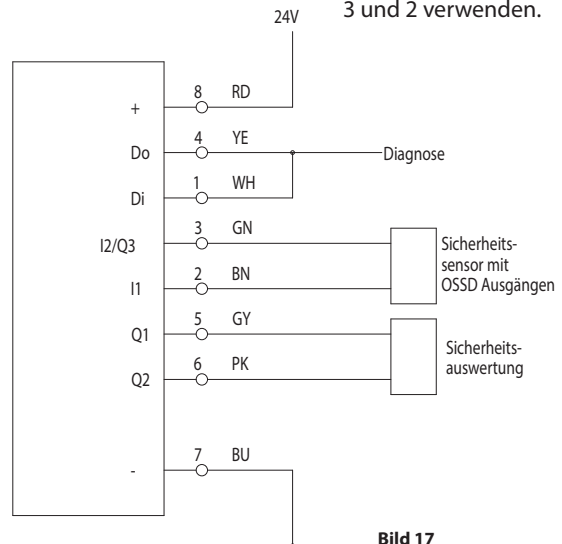 3 und 2 verwenden.
24V
+ 8 RD
Do 4 YE
Diagnose
Di 1 WH
I2/Q3 3 GN
I1 2 BN
Sicherheits-
sensor mit
OSSD Ausgängen
Q1 5 GY
Q2 6 PK
Sicherheits-
auswertung
- 7 BU
Bild 17